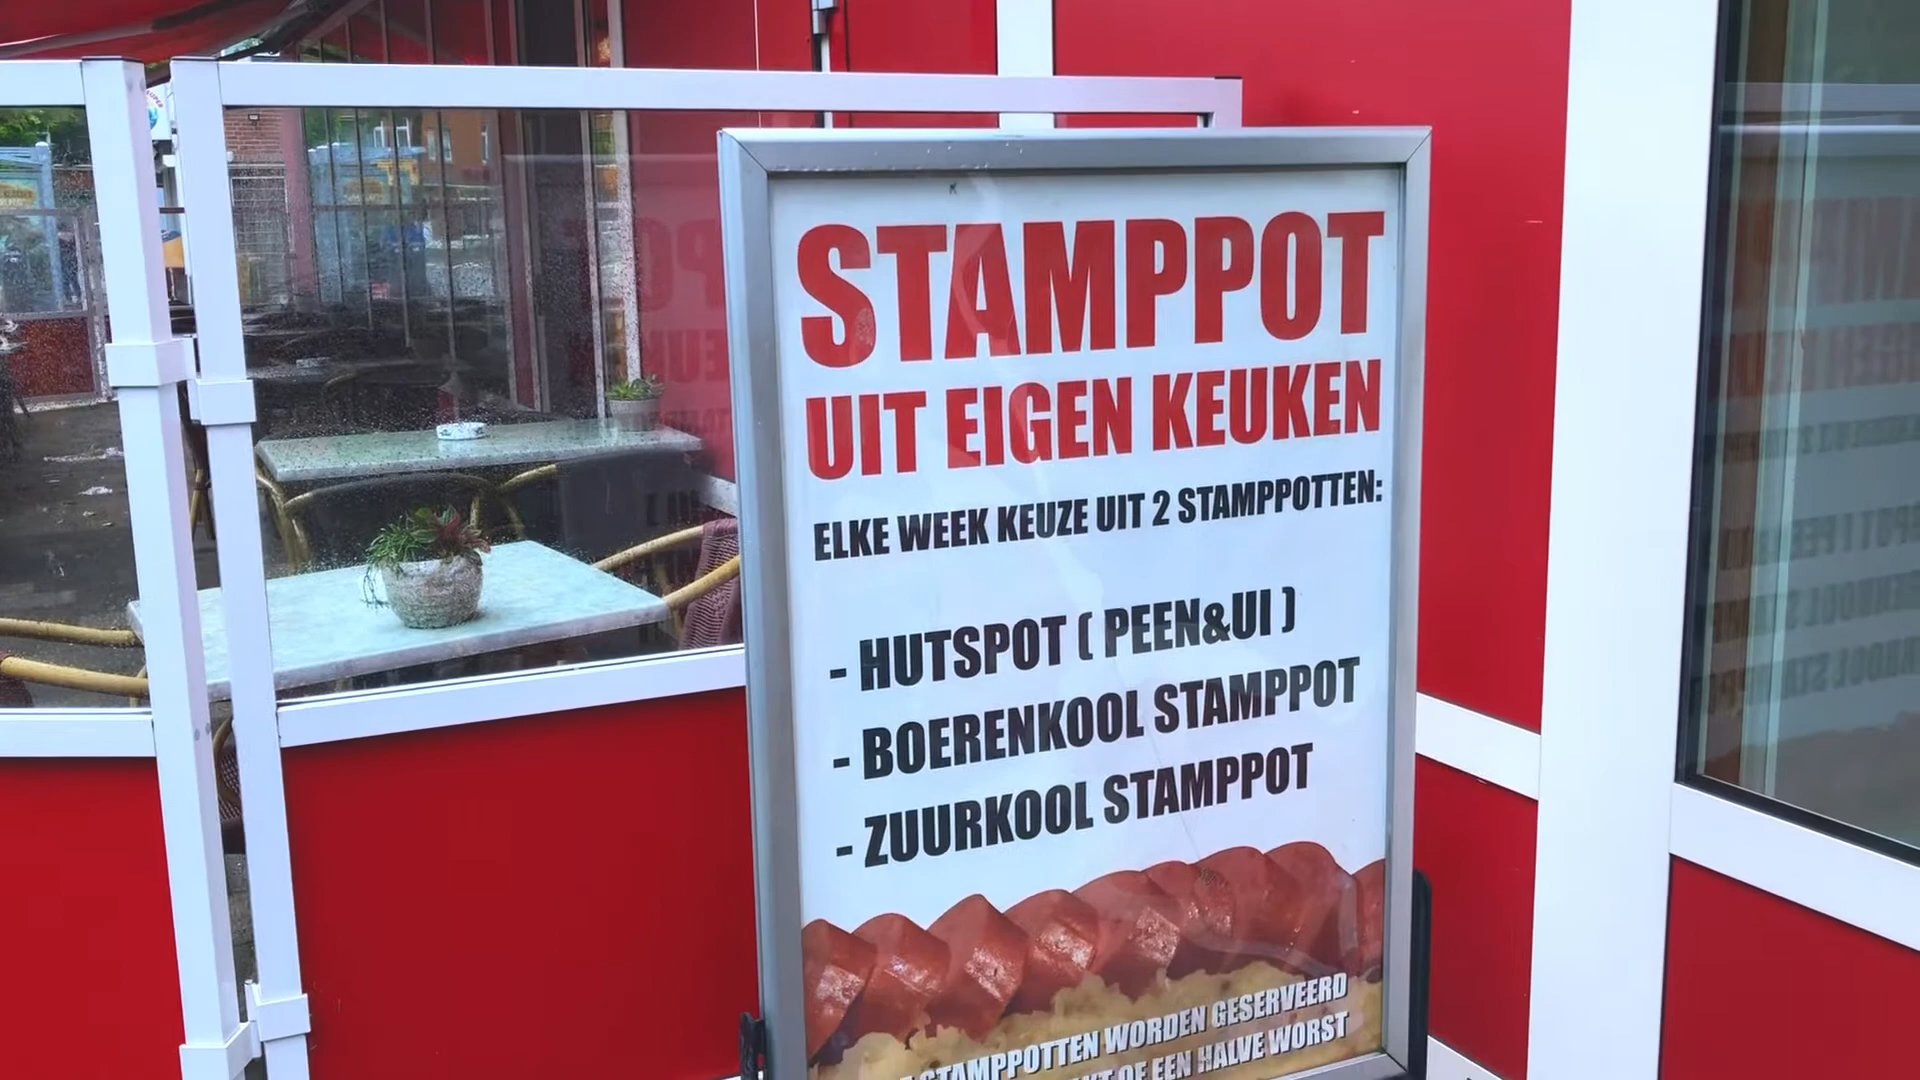 STAMPPOT
UIT EIGEN KEUKEN
ELKE WEEK KEUZE UIT 2 STAMPPOTTEN:
- HUTSPOT ( PEEN&UI )
- BOERENKOOL STAMPPOT
- ZUURKOOL STAMPPOT
STAMPPOTTEN WORDEN GESERVEERD
OF EEN HALVE WORST